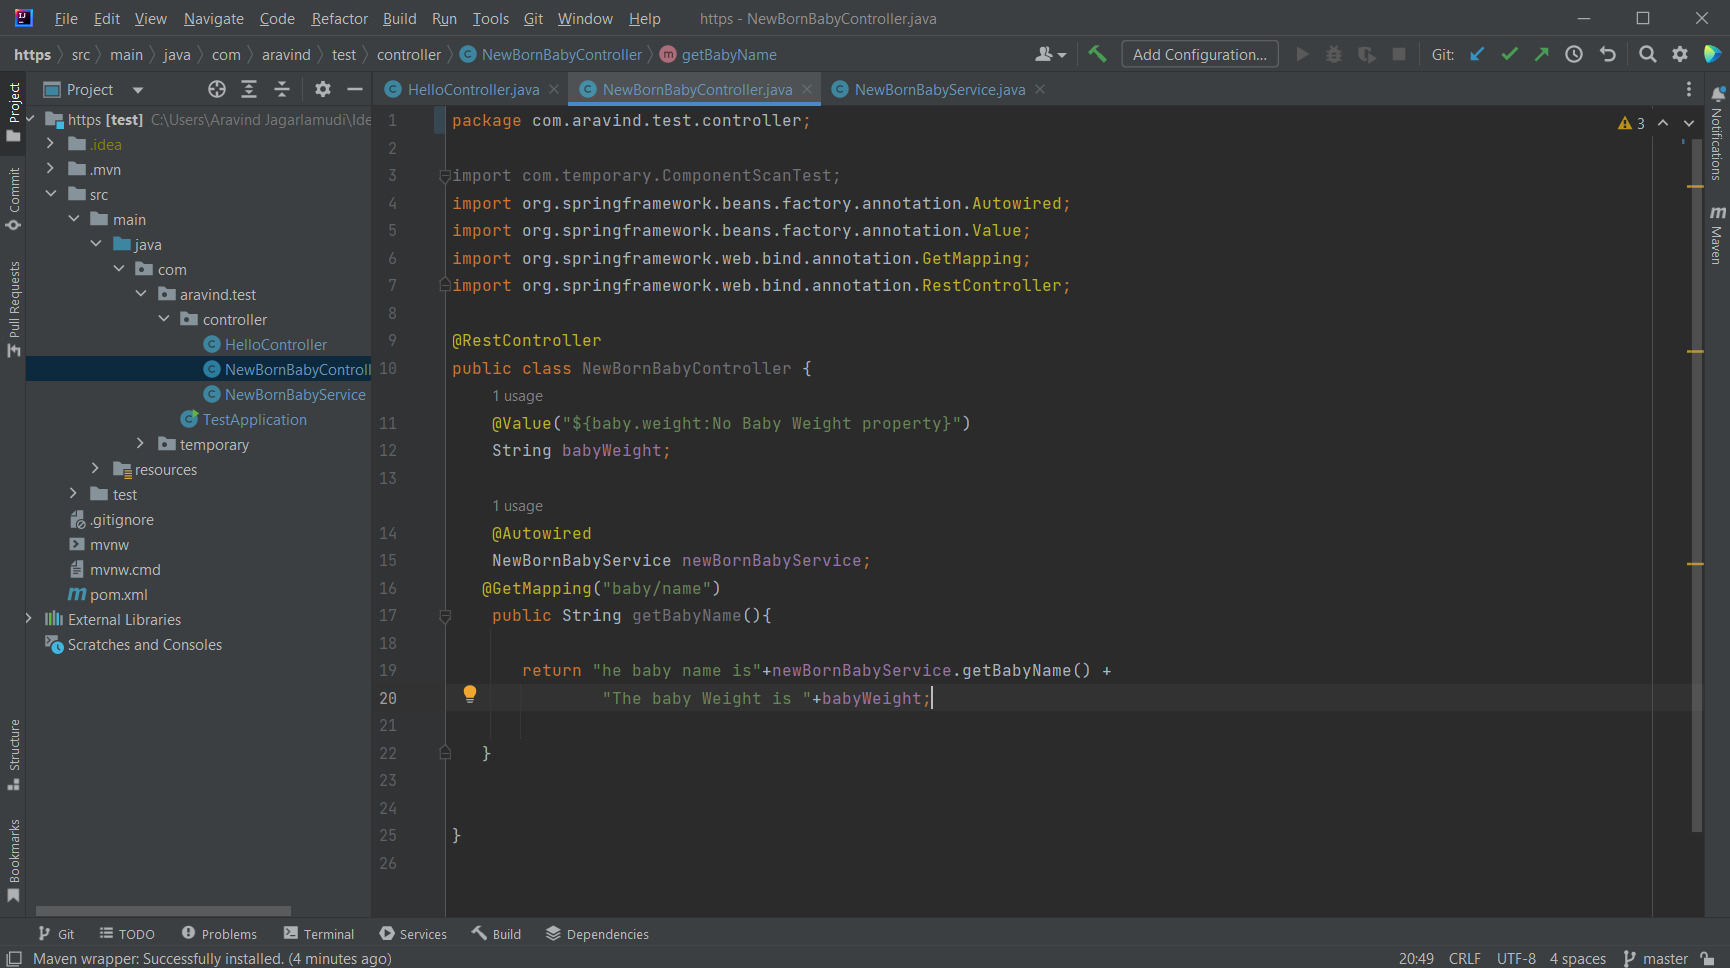 File Edit View Navigate Code Refactor Build Run Tools Git Window Help https - NewBornBabyController.java
https src main java com aravind test controller NewBornBabyController getBabyName Add Configuration... Git:
Project HelloController.java NewBornBabyController.java NewBornBabyService.java
https [test] C:\Users\Aravind Jagarlamudi\Ide
.idea
.mvn
src
main
java
com
aravind.test
controller
HelloController
NewBornBabyControll
NewBornBabyService
TestApplication
temporary
resources
test
.gitignore
mvnw
mvnw.cmd
pom.xml
External Libraries
Scratches and Consoles
Project
Commit
Pull Requests
Structure
Bookmarks
1 package com.aravind.test.controller;
2
3 import com.temporary.ComponentScanTest;
4 import org.springframework.beans.factory.annotation.Autowired;
5 import org.springframework.beans.factory.annotation.Value;
6 import org.springframework.web.bind.annotation.GetMapping;
7 import org.springframework.web.bind.annotation.RestController;
8
9 @RestController
10 public class NewBornBabyController {
1 usage
11 @Value("${baby.weight:No Baby Weight property}")
12 String babyWeight;
13
1 usage
14 @Autowired
15 NewBornBabyService newBornBabyService;
16 @GetMapping("baby/name")
17 public String getBabyName(){
18
19 return "he baby name is"+newBornBabyService.getBabyName() +
20 "The baby Weight is "+babyWeight;
21
22 }
23
24
25 }
26
3
Notifications
m Maven
Git TODO Problems Terminal Services Build Dependencies
Maven wrapper: Successfully installed. (4 minutes ago) 20:49 CRLF UTF-8 4 spaces master